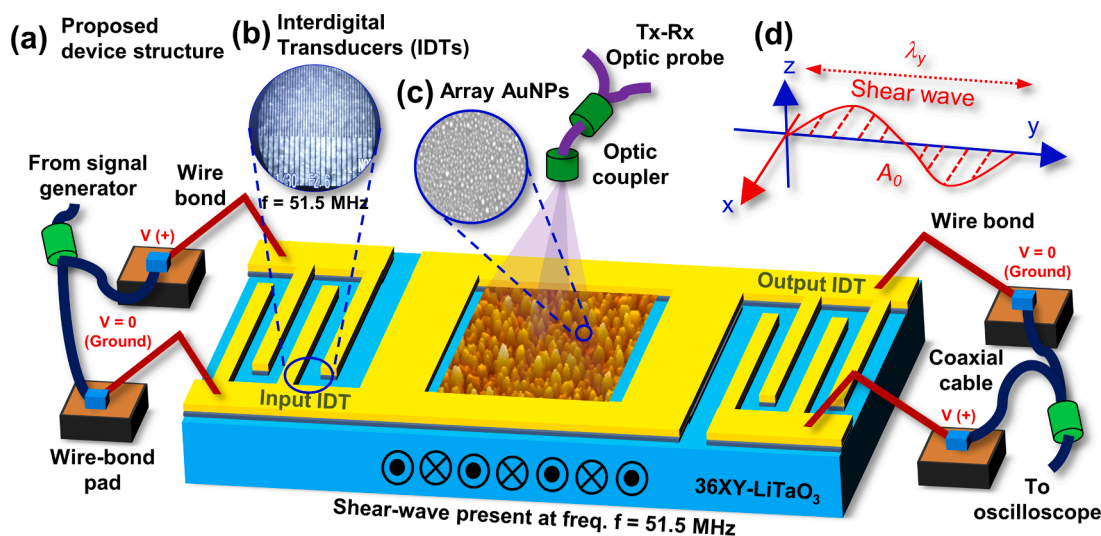 (a) Proposed
device structure
(b) Interdigital
Transducers (IDTs)
f = 51.5 MHz
(c) Array AuNPs
Tx-Rx
Optic probe
Optic
coupler
(d)
λy
Shear wave
z
y
x
A0
From signal
generator
Wire
bond
V (+)
V = 0
(Ground)
Wire-bond
pad
Input IDT
Output IDT
Wire bond
V = 0
(Ground)
Coaxial
cable
V (+)
To
oscilloscope
36XY-LiTaO3
Shear-wave present at freq. f = 51.5 MHz